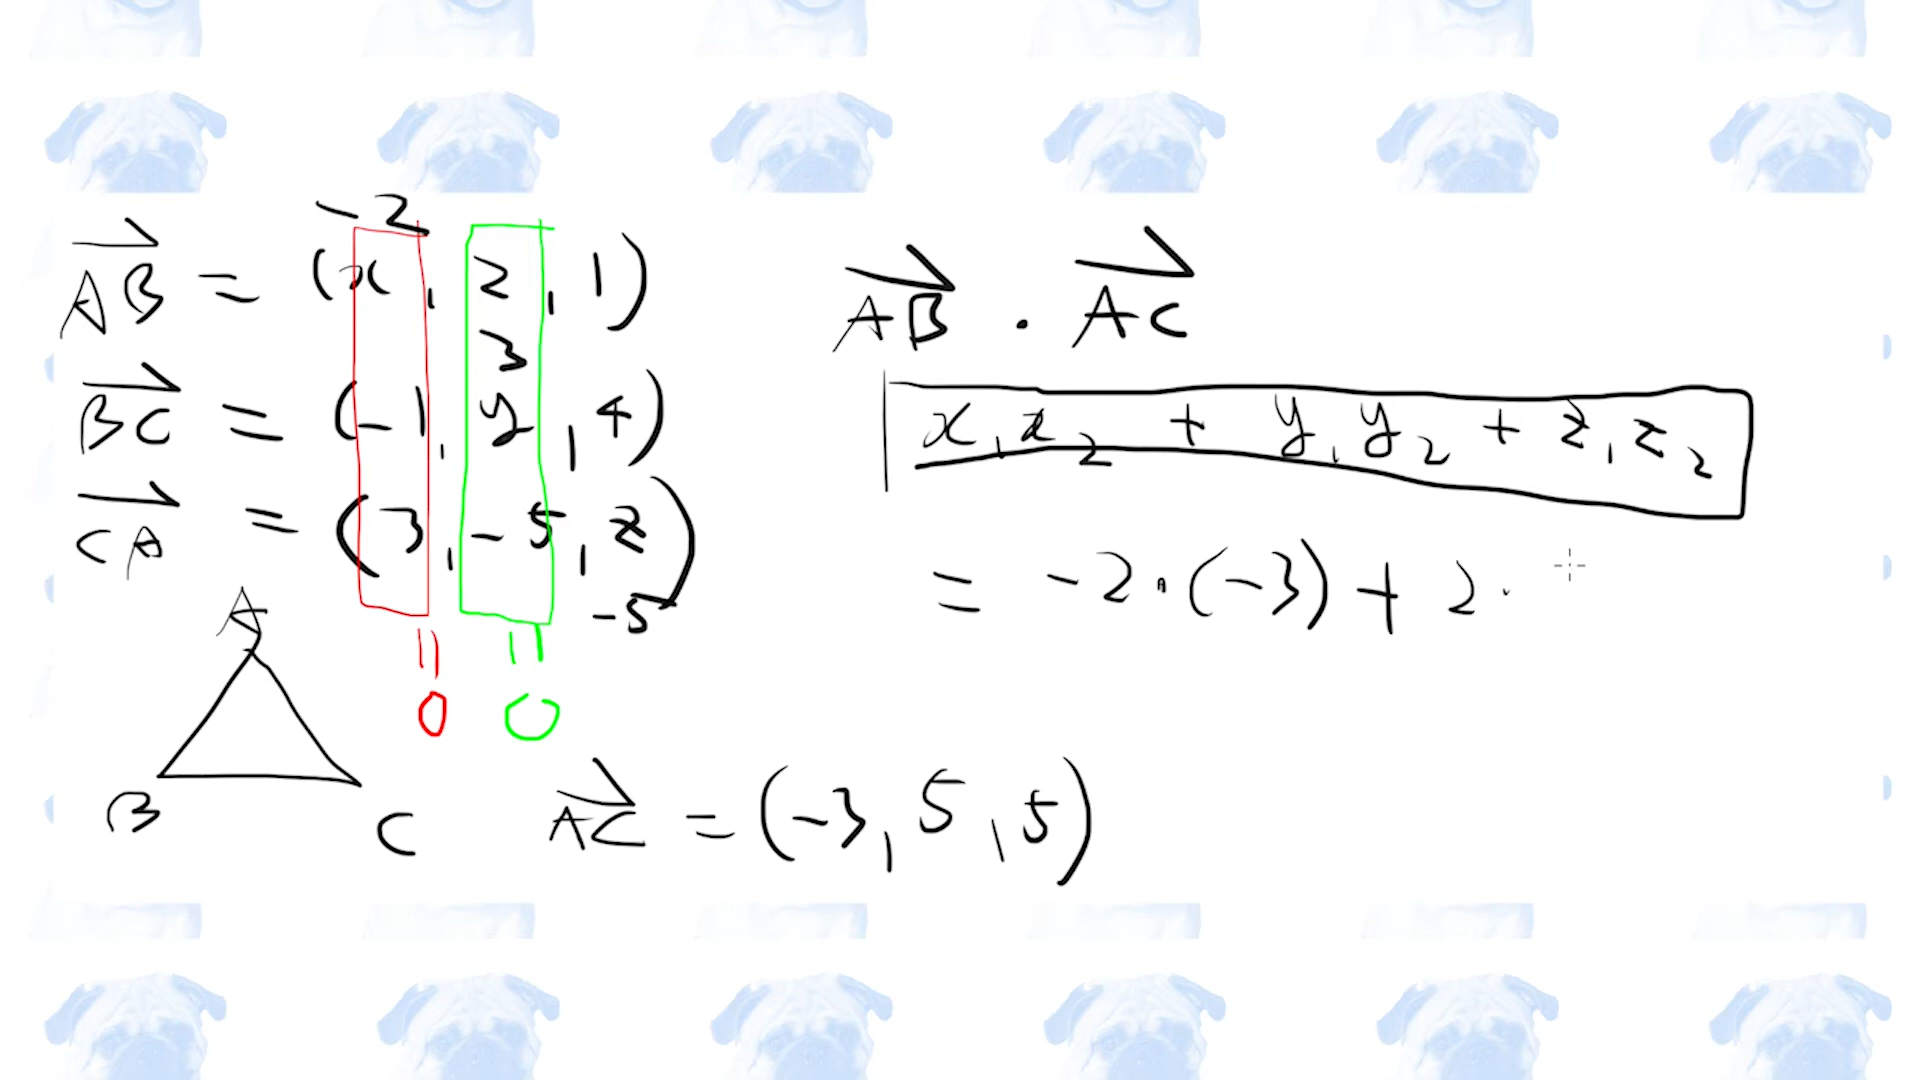 -2
AB = (x, 2, 1)
3
BC = (-1, y, 4)
CA = (3, -5, z)
-5
A
B
C
0
0
AC = (-3, 5, 5)
AB · AC
x₁x₂ + y₁y₂ + z₁z₂
= -2·(-3) + 2·